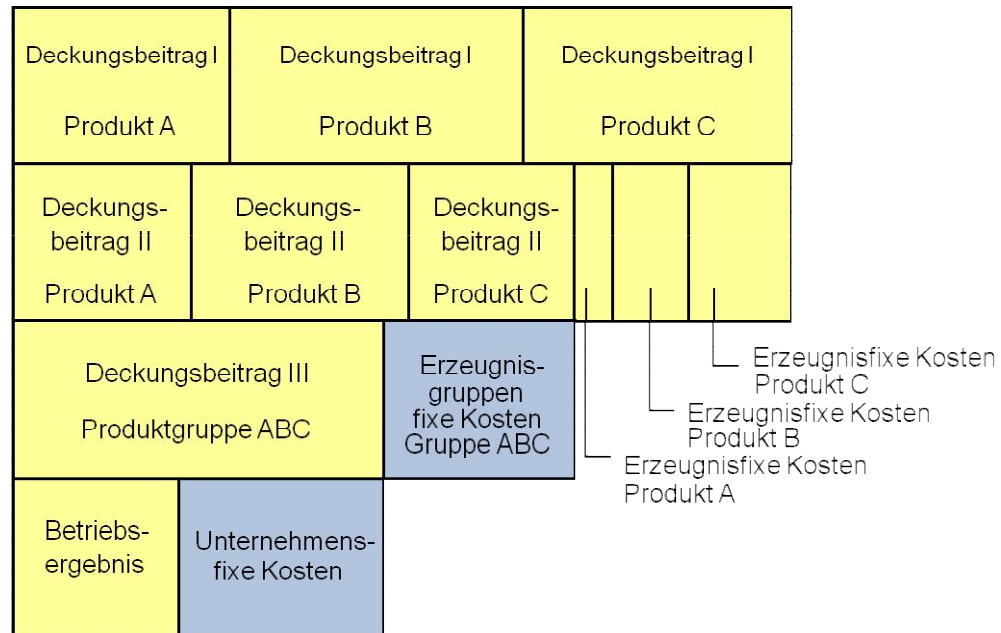 Deckungsbeitrag I
Produkt A
Deckungsbeitrag I
Produkt B
Deckungsbeitrag I
Produkt C
Deckungs-
beitrag II
Produkt A
Deckungs-
beitrag II
Produkt B
Deckungs-
beitrag II
Produkt C
Deckungsbeitrag III
Produktgruppe ABC
Erzeugnis-
gruppen
fixe Kosten
Gruppe ABC
Erzeugnisfixe Kosten
Produkt C
Erzeugnisfixe Kosten
Produkt B
Erzeugnisfixe Kosten
Produkt A
Betriebs-
ergebnis
Unternehmens-
fixe Kosten